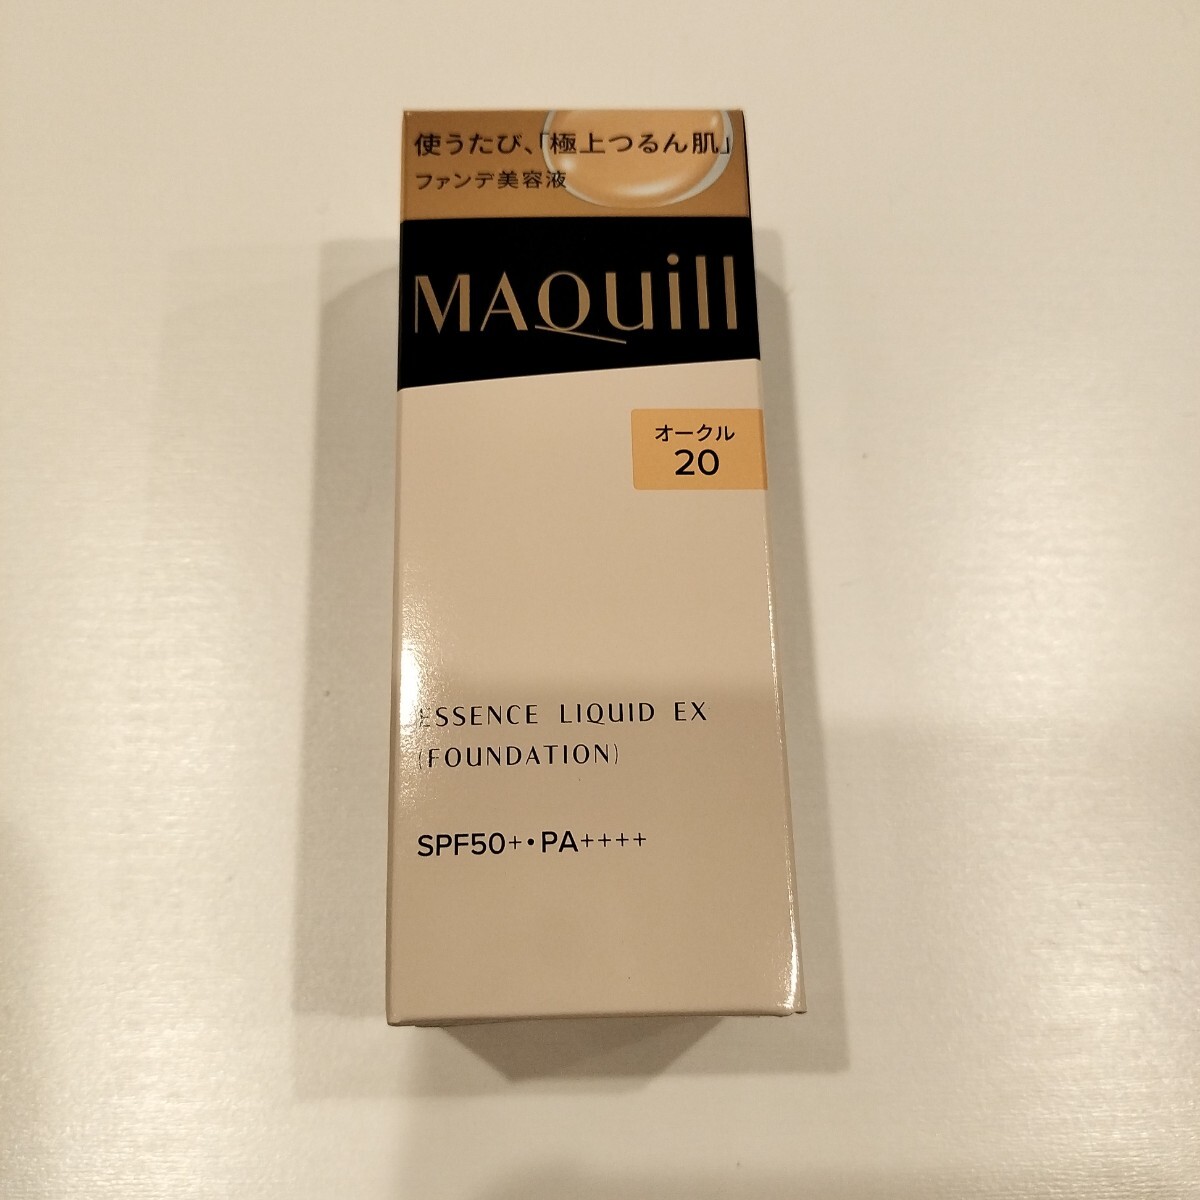 使うたび、「極上つるん肌」
ファンデ美容液
MAQuill
オークル
20
ESSENCE LIQUID EX
(FOUNDATION)
SPF50+・PA++++